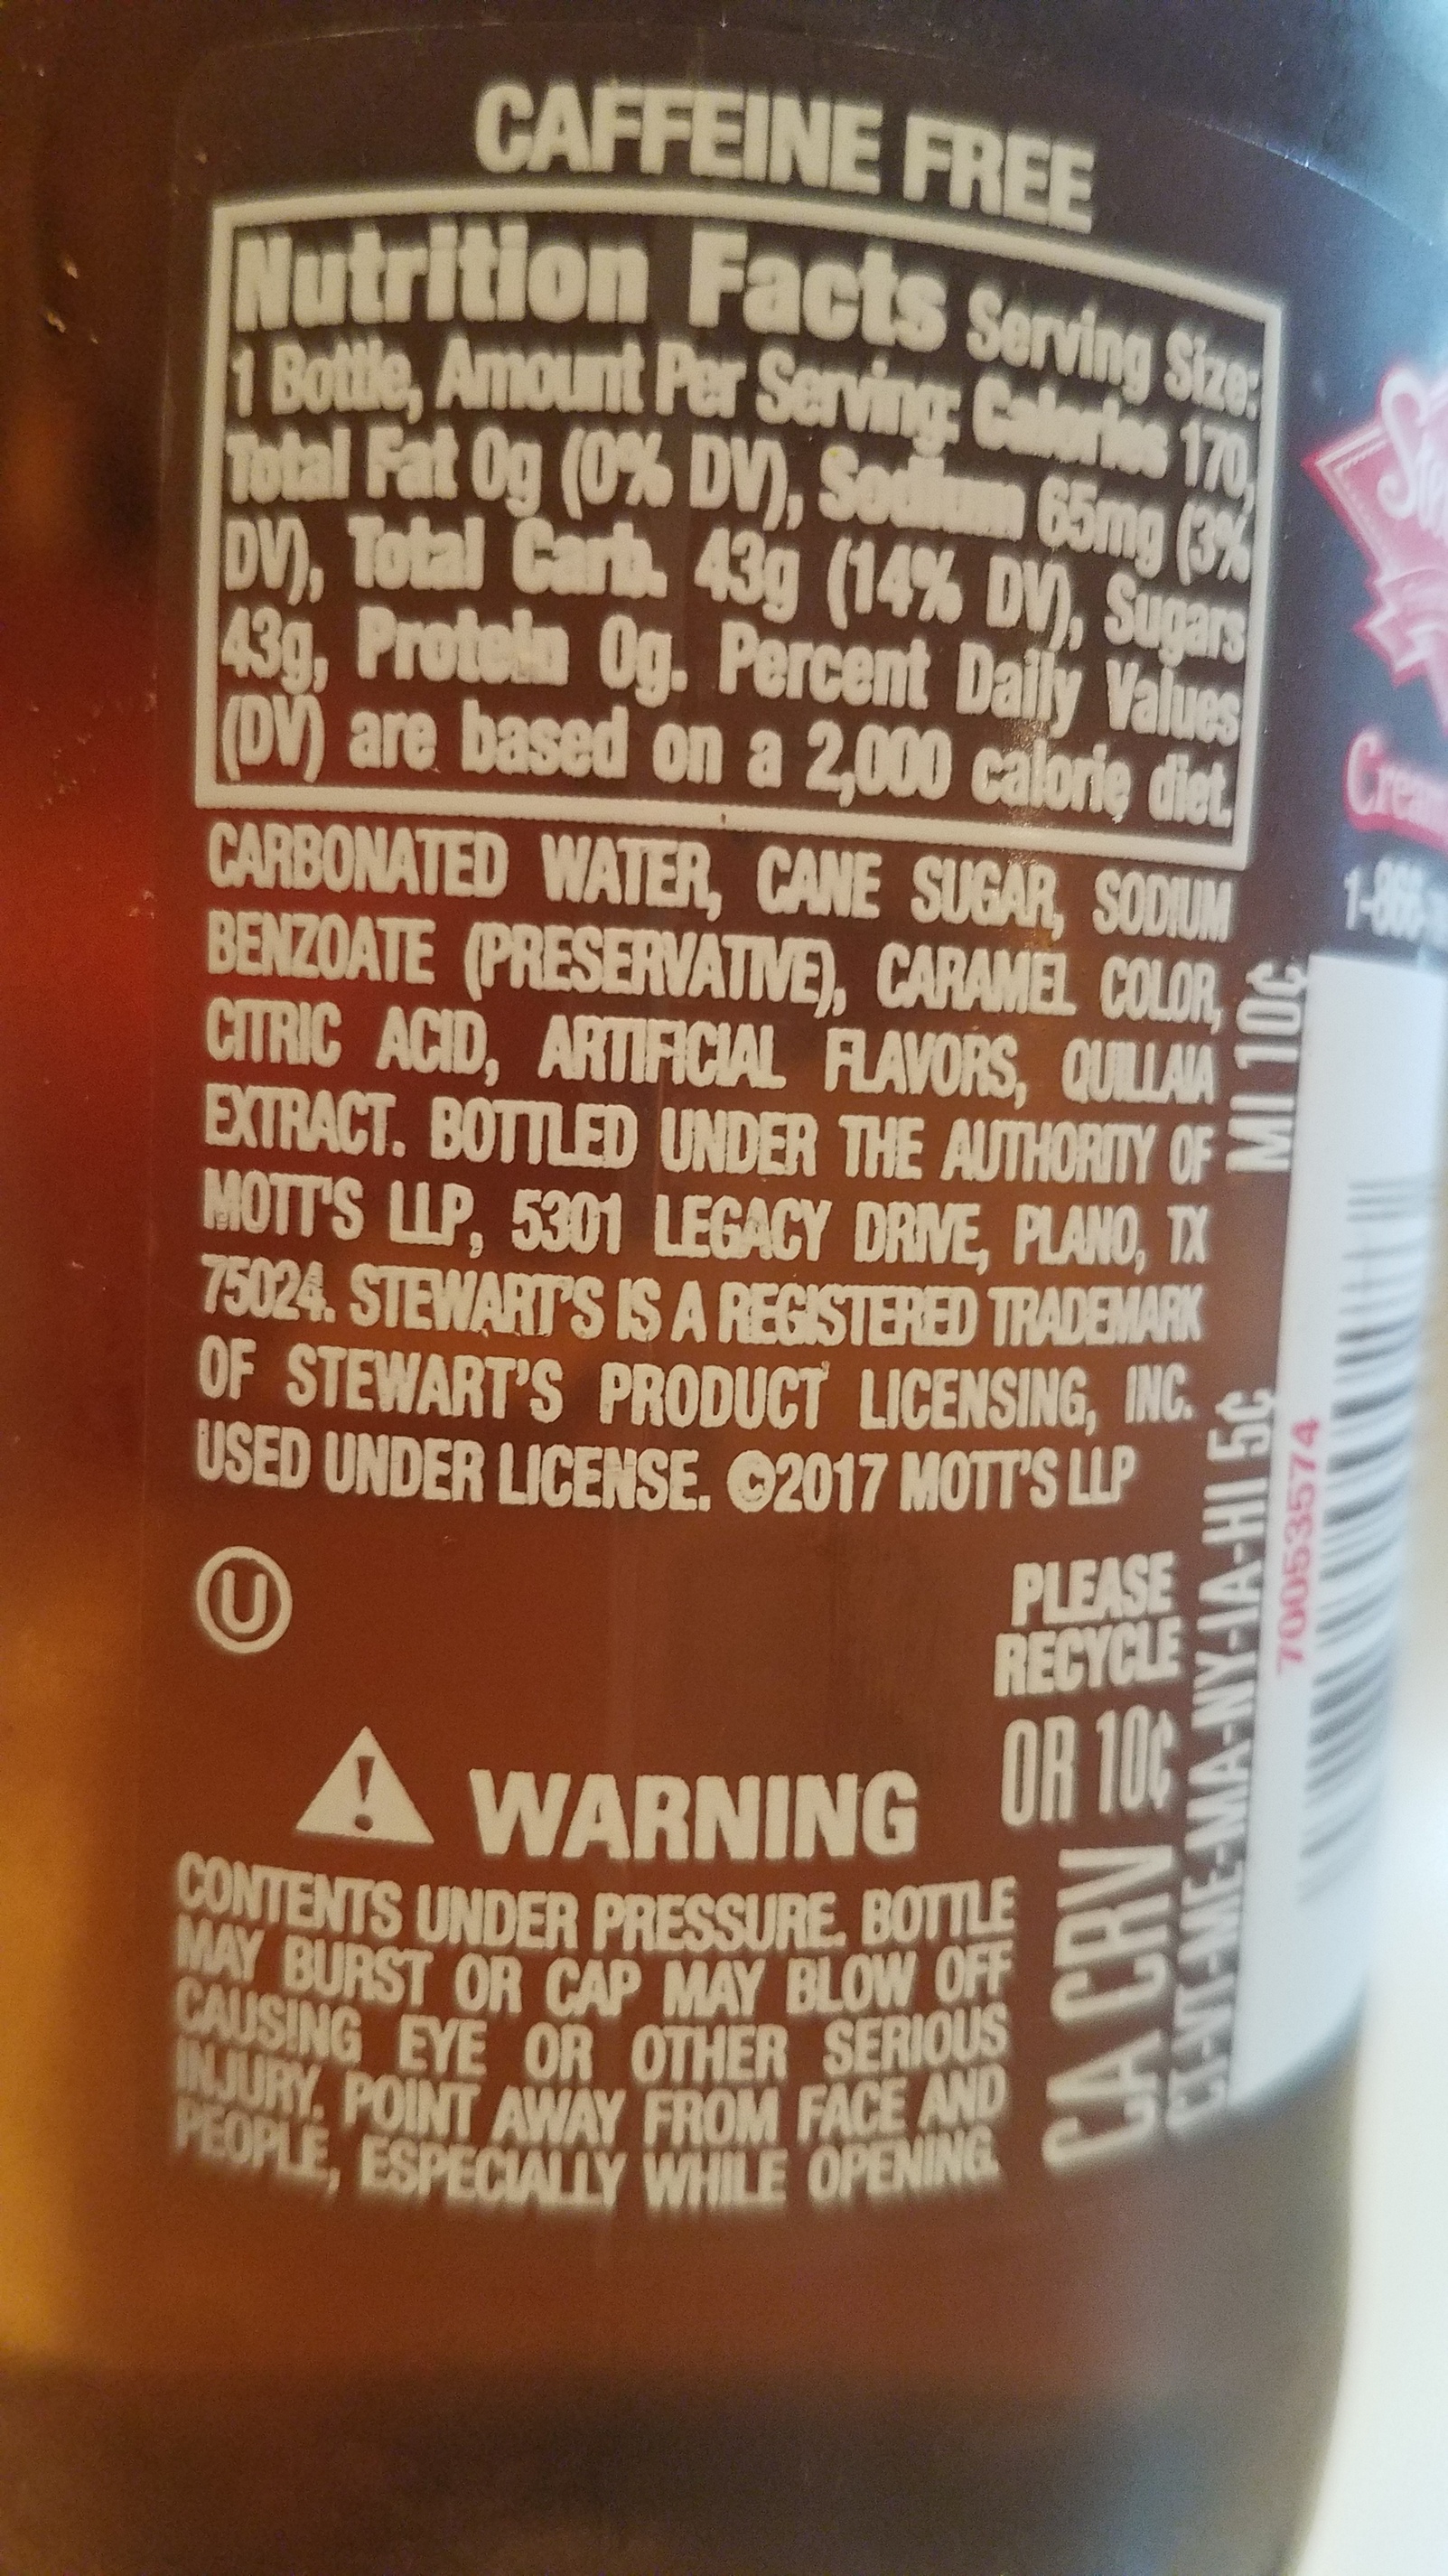 CAFFEINE FREE
Nutrition Facts Serving Size:
1 Bottle, Amount Per Serving: Calories 170,
Total Fat 0g (0% DV), Sodium 65mg (3%
DV), Total Carb. 43g (14% DV), Sugars
43g, Protein 0g. Percent Daily Values
(DV) are based on a 2,000 calorie diet.
CARBONATED WATER, CANE SUGAR, SODIUM
BENZOATE (PRESERVATIVE), CARAMEL COLOR,
CITRIC ACID, ARTIFICIAL FLAVORS, QUILLAIA
EXTRACT. BOTTLED UNDER THE AUTHORITY OF
MOTT'S LLP, 5301 LEGACY DRIVE, PLANO, TX
75024. STEWART'S IS A REGISTERED TRADEMARK
OF STEWART'S PRODUCT LICENSING, INC.
USED UNDER LICENSE. ©2017 MOTT'S LLP
U
PLEASE
RECYCLE
OR 10¢
CA CRV
CT-VT-ME-MA-NY-IA-HI 5¢
MI 10¢
WARNING
CONTENTS UNDER PRESSURE. BOTTLE
MAY BURST OR CAP MAY BLOW OFF
CAUSING EYE OR OTHER SERIOUS
INJURY. POINT AWAY FROM FACE AND
PEOPLE, ESPECIALLY WHILE OPENING.
70053574
1-866-